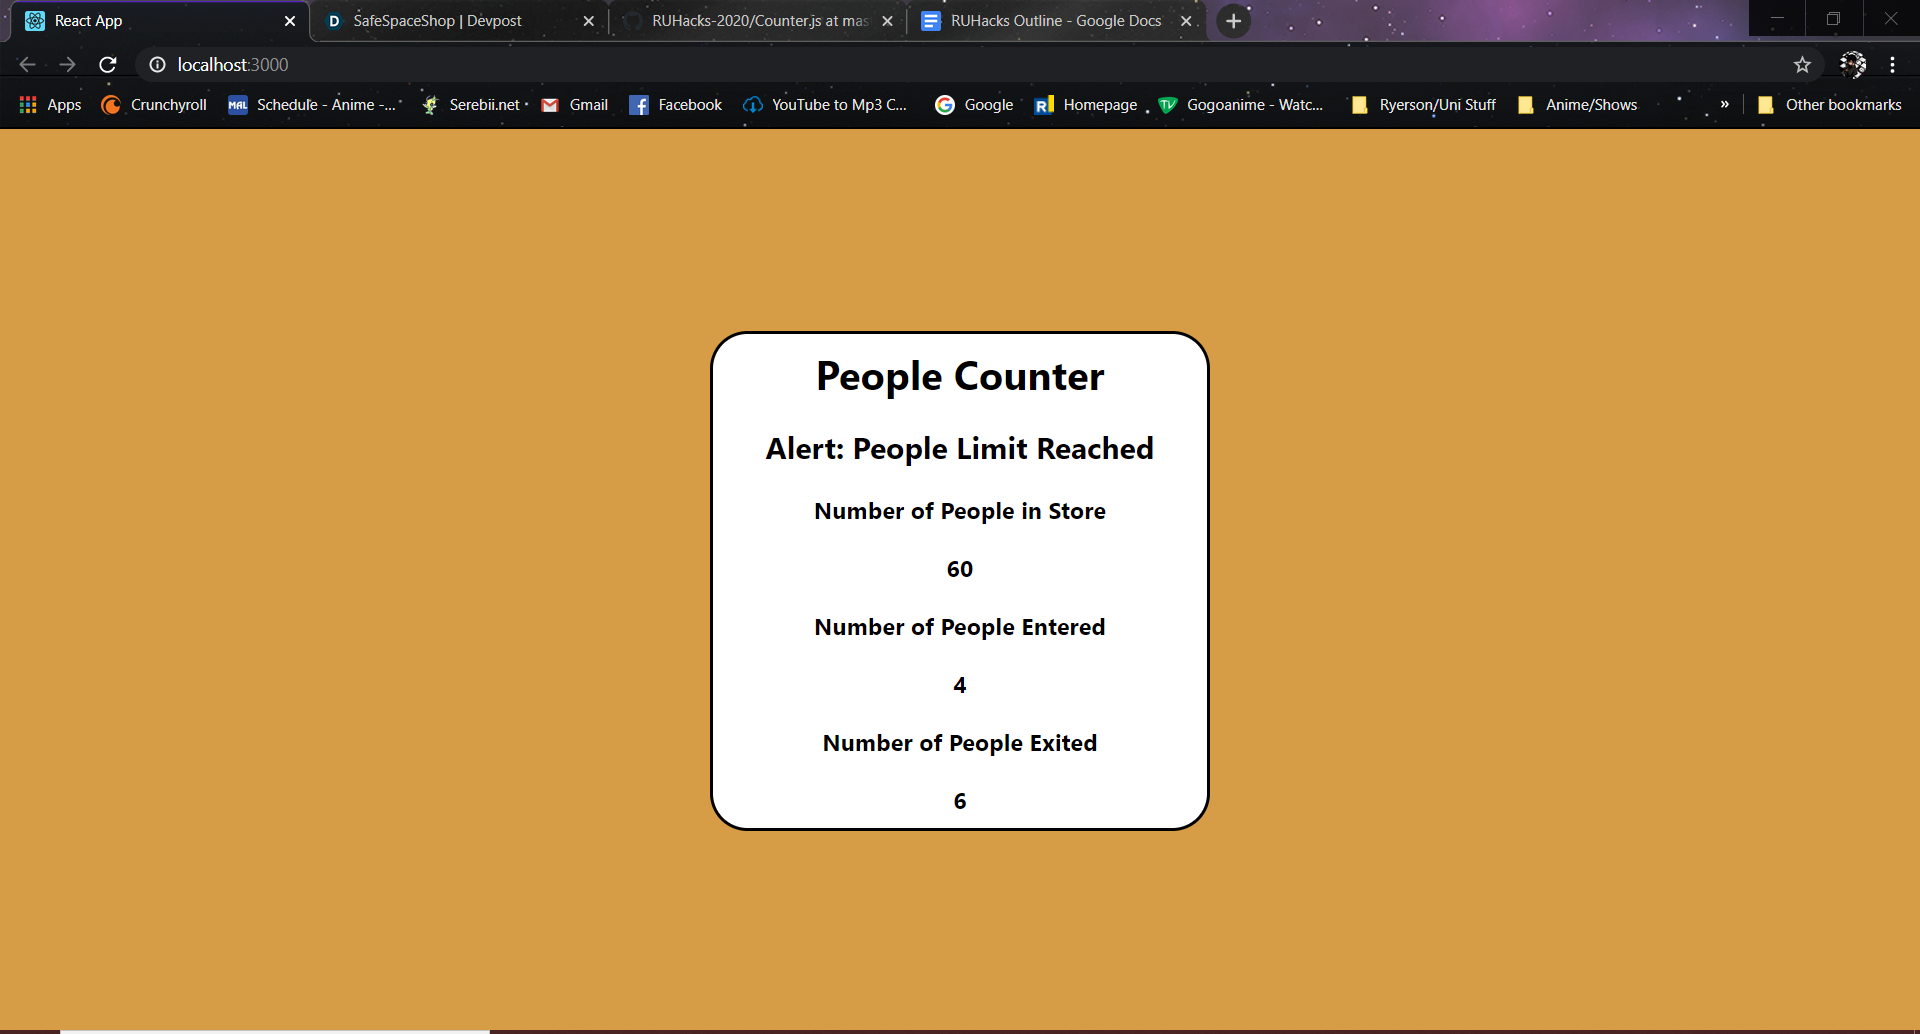 React App
SafeSpaceShop | Devpost
RUHacks-2020/Counter.js at mas
RUHacks Outline - Google Docs
localhost:3000
Apps
Crunchyroll
MAL
Schedule - Anime -...
Serebii.net
Gmail
Facebook
YouTube to Mp3 C...
Google
Homepage
Gogoanime - Watc...
Ryerson/Uni Stuff
Anime/Shows
»
Other bookmarks
People Counter
Alert: People Limit Reached
Number of People in Store
60
Number of People Entered
4
Number of People Exited
6